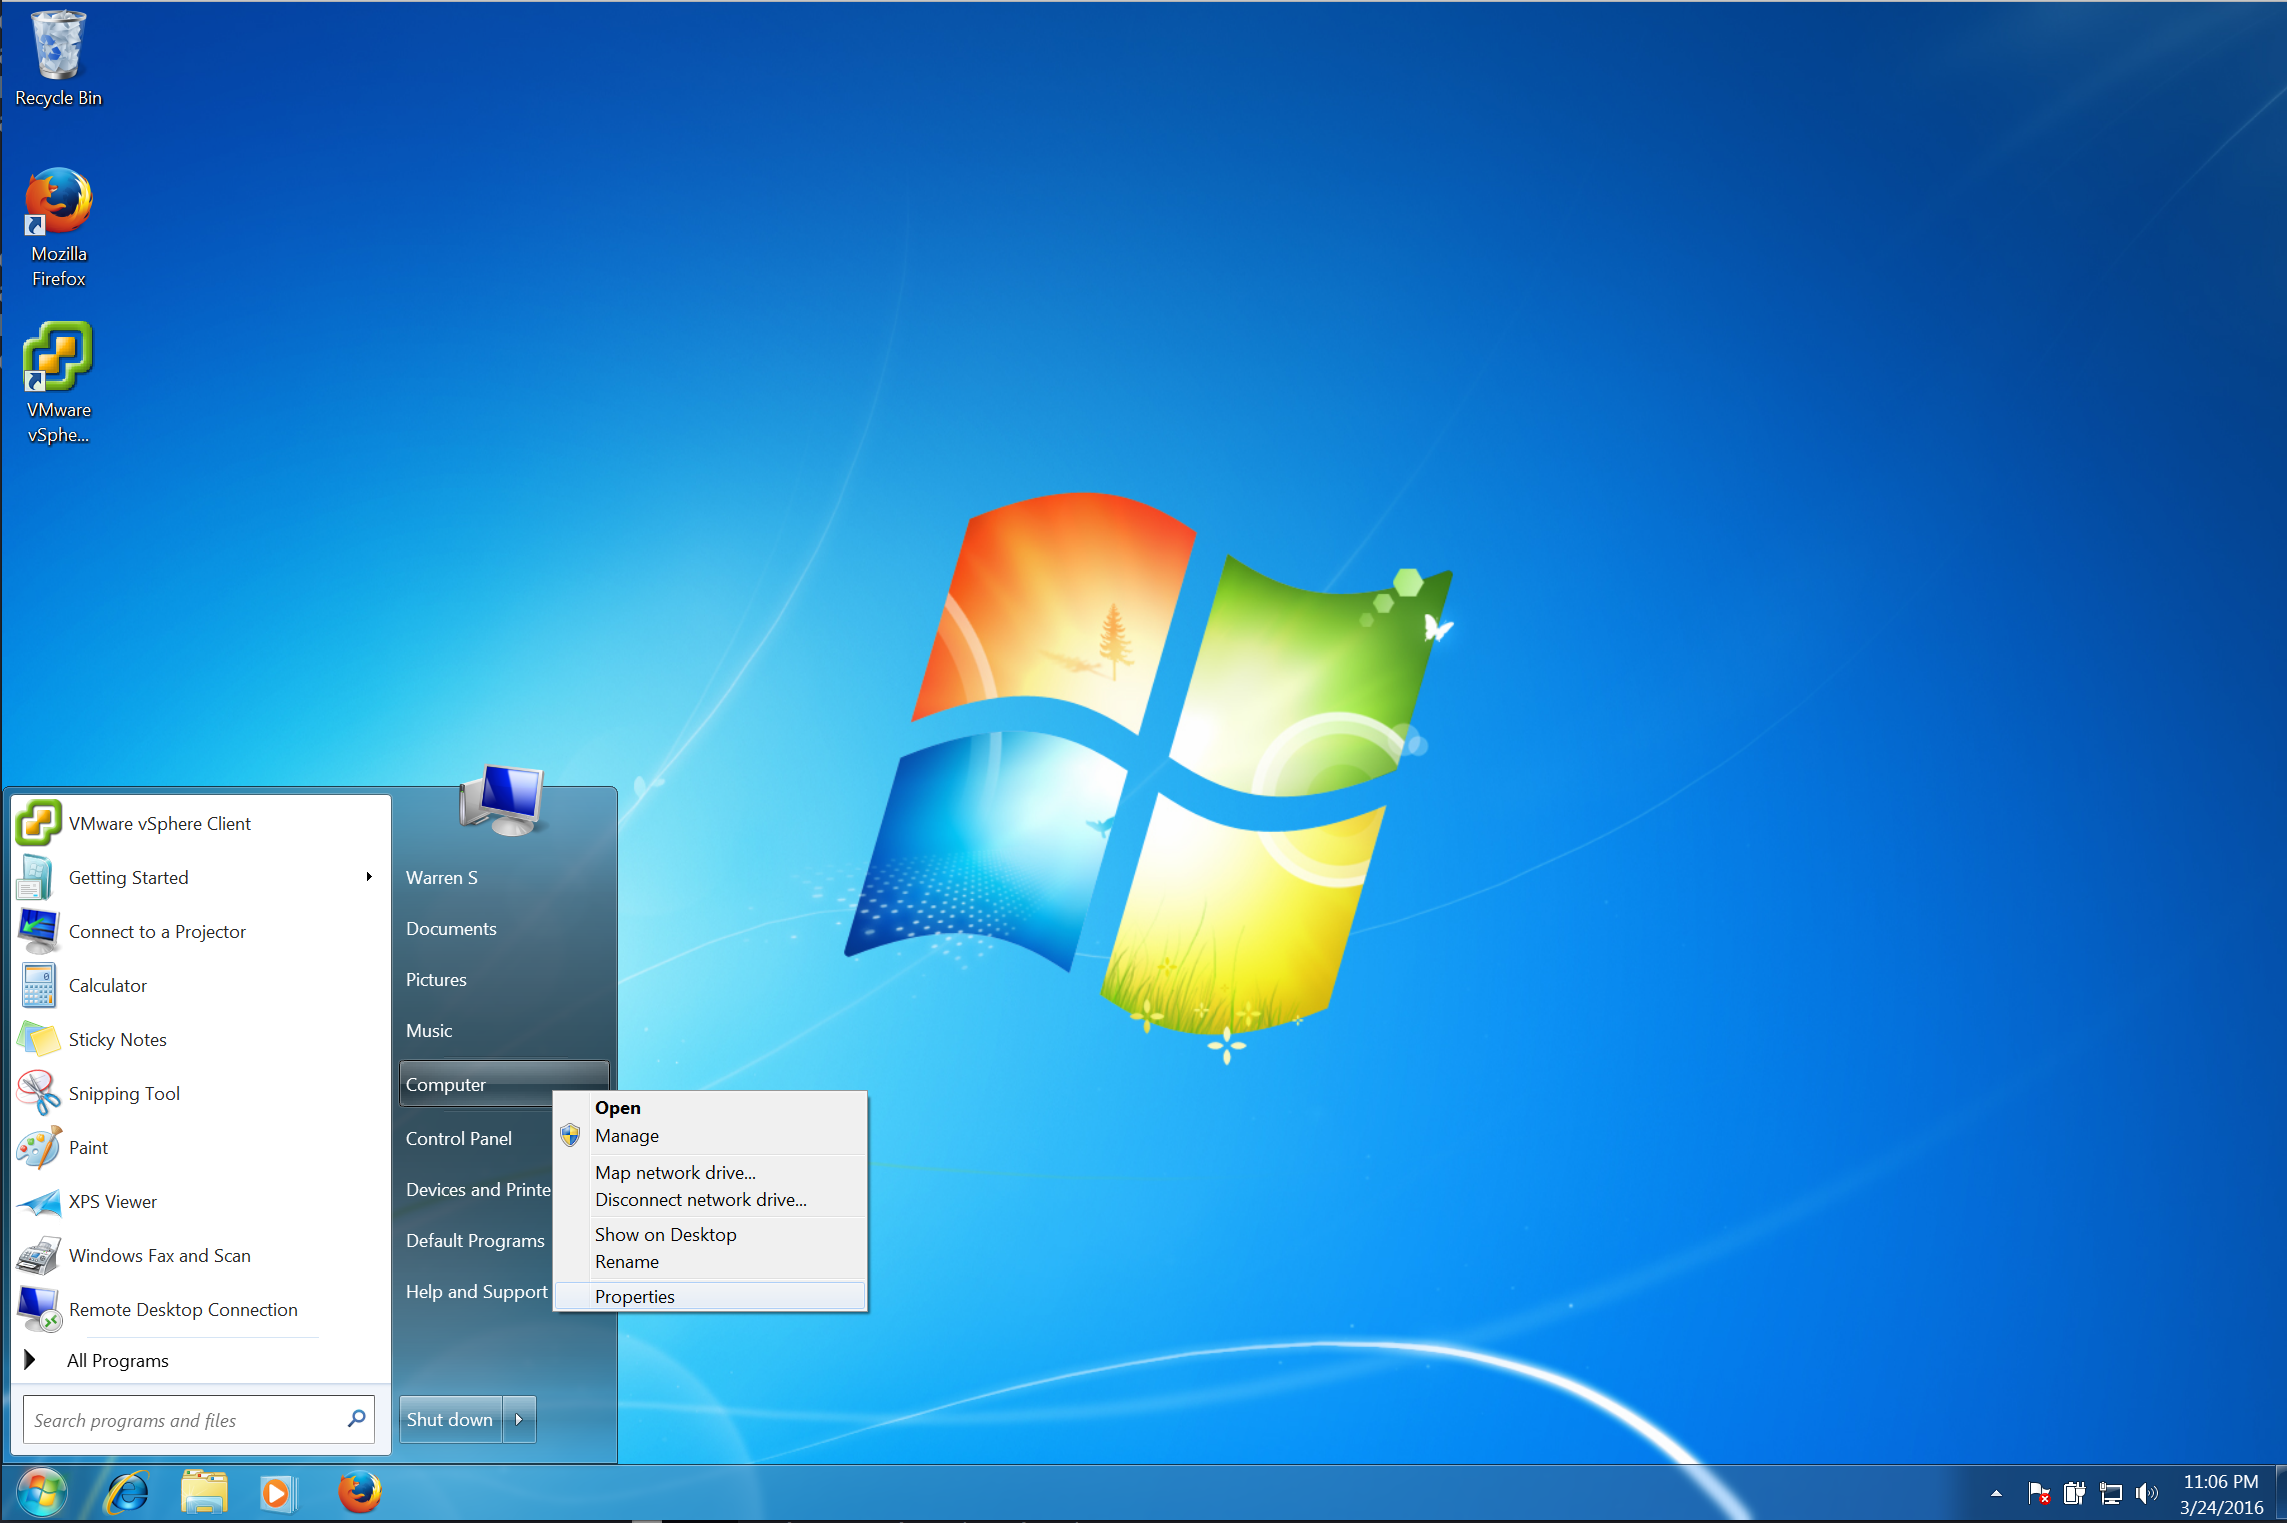 Recycle Bin
Mozilla
Firefox
VMware
vSphe...
VMware vSphere Client
Getting Started
Connect to a Projector
Calculator
Sticky Notes
Snipping Tool
Paint
XPS Viewer
Windows Fax and Scan
Remote Desktop Connection
All Programs
Search programs and files
Warren S
Documents
Pictures
Music
Computer
Control Panel
Devices and Printe
Default Programs
Help and Support
Shut down
Open
Manage
Map network drive...
Disconnect network drive...
Show on Desktop
Rename
Properties
11:06 PM
3/24/2016